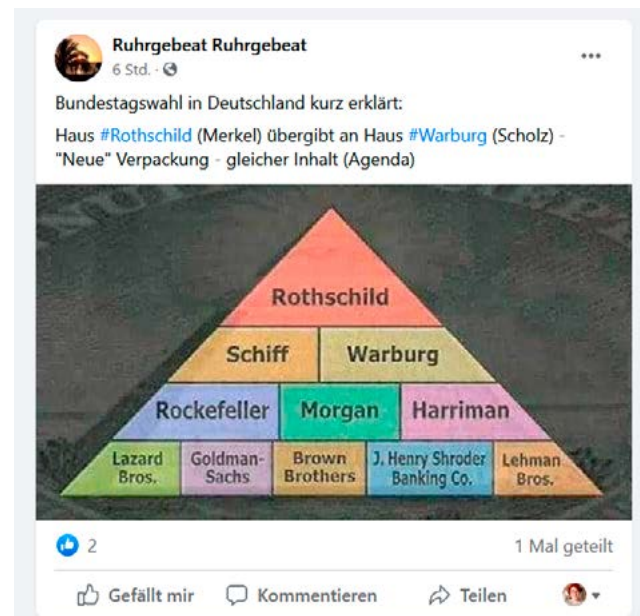 Ruhrgebeat Ruhrgebeat
6 Std. ·
Bundestagswahl in Deutschland kurz erklärt:
Haus #Rothschild (Merkel) übergibt an Haus #Warburg (Scholz) -
"Neue" Verpackung - gleicher Inhalt (Agenda)
Rothschild
Schiff Warburg
Rockefeller Morgan Harriman
Lazard Goldman- Brown J. Henry Shroder Lehman
Bros. Sachs Brothers Banking Co. Bros.
2 1 Mal geteilt
Gefällt mir Kommentieren Teilen